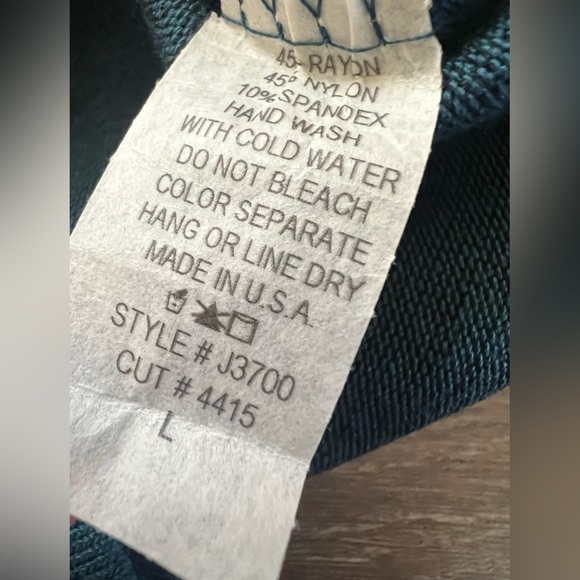 45% RAYON
45% NYLON
10% SPANDEX
HAND WASH
WITH COLD WATER
DO NOT BLEACH
COLOR SEPARATE
HANG OR LINE DRY
MADE IN U.S.A.
STYLE # J3700
CUT # 4415
L